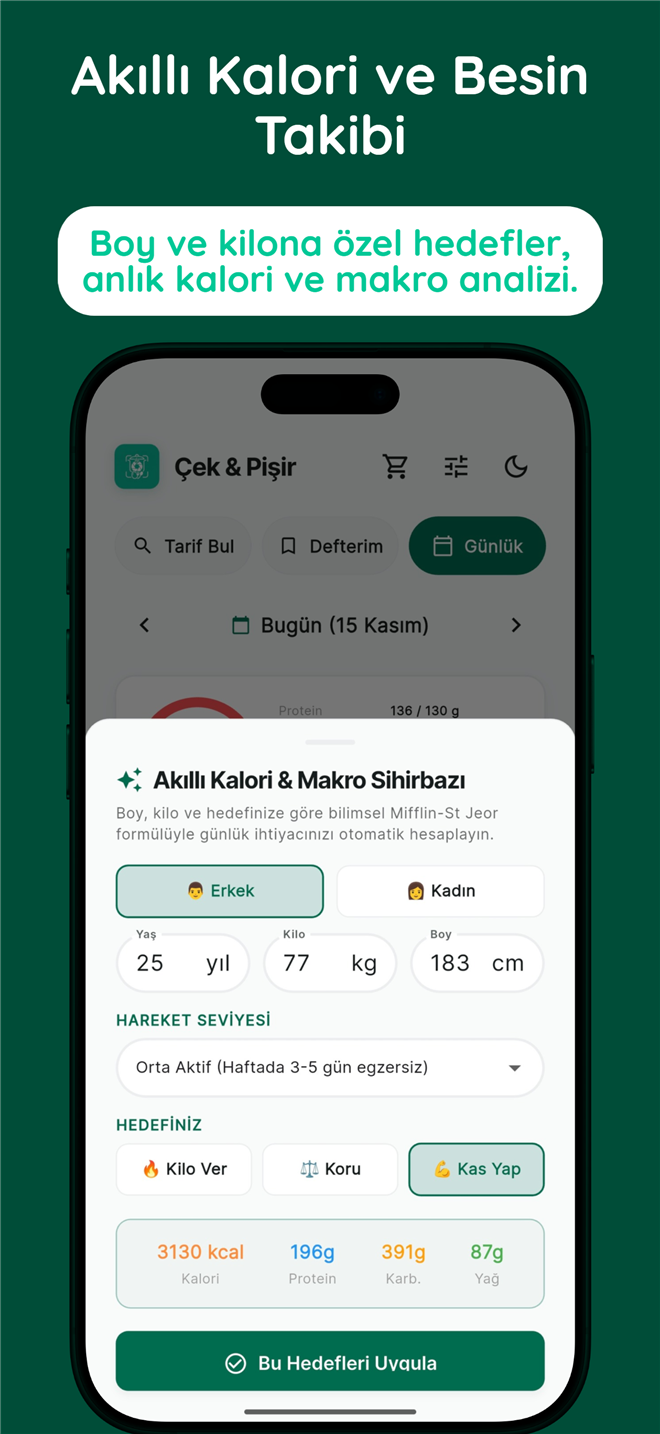 Akıllı Kalori ve Besin
Takibi
Boy ve kilona özel hedefler,
anlık kalori ve makro analizi.
Çek & Pişir
Tarif Bul
Defterim
Günlük
Bugün (15 Kasım)
Protein
136 / 130 g
Akıllı Kalori & Makro Sihirbazı
Boy, kilo ve hedefinize göre bilimsel Mifflin-St Jeor
formülüyle günlük ihtiyacınızı otomatik hesaplayın.
👨 Erkek
👩 Kadın
Yaş
Kilo
Boy
25 yıl
77 kg
183 cm
HAREKET SEVİYESİ
Orta Aktif (Haftada 3-5 gün egzersiz)
HEDEFİNİZ
🔥 Kilo Ver
⚖️ Koru
💪 Kas Yap
3130 kcal
196g
391g
87g
Kalori
Protein
Karb.
Yağ
Bu Hedefleri Uygula